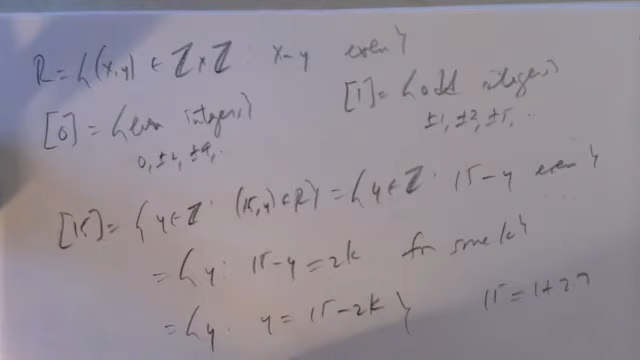 R = {(x,y) ∈ ℤ×ℤ x-y even}
[0] = {even integers} [1] = {odd integers}
0, ±2, ±4, .. ±1, ±3, ±5, ..
[15] = {y ∈ ℤ : (15,y) ∈ R} = {y ∈ ℤ : 15-y even}
= {y : 15-y = 2k for some k}
= {y : y = 15-2k} 15 = 1+2.7